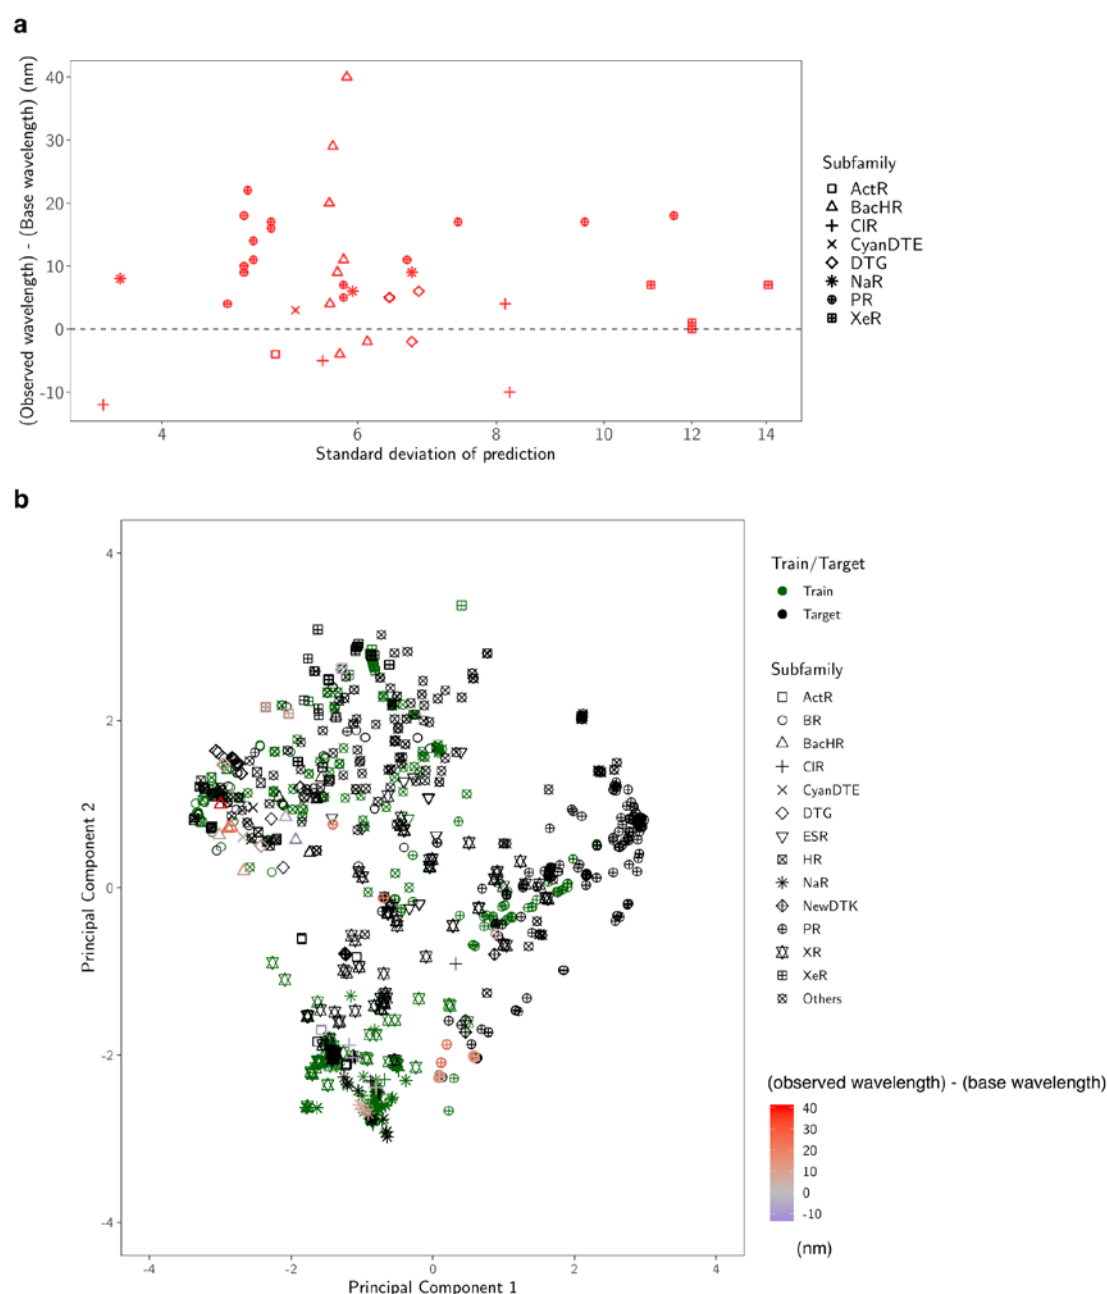 a
(Observed wavelength) - (Base wavelength) (nm)
40
30
20
10
0
-10
4
6
8
10
12
14
Standard deviation of prediction
Subfamily
ActR
BacHR
ClR
CyanDTE
DTG
NaR
PR
XeR
b
Principal Component 2
4
2
0
-2
-4
-4
-2
0
2
4
Principal Component 1
Train/Target
Train
Target
Subfamily
ActR
BR
BacHR
ClR
CyanDTE
DTG
ESR
HR
NaR
NewDTK
PR
XR
XeR
Others
(observed wavelength) - (base wavelength)
40
30
20
10
0
-10
(nm)